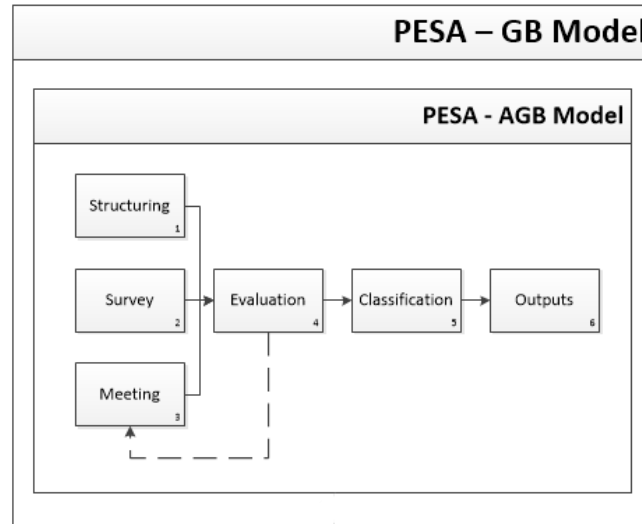 PESA – GB Model
PESA - AGB Model
Structuring
1
Survey
2
Evaluation
4
Classification
5
Outputs
6
Meeting
3